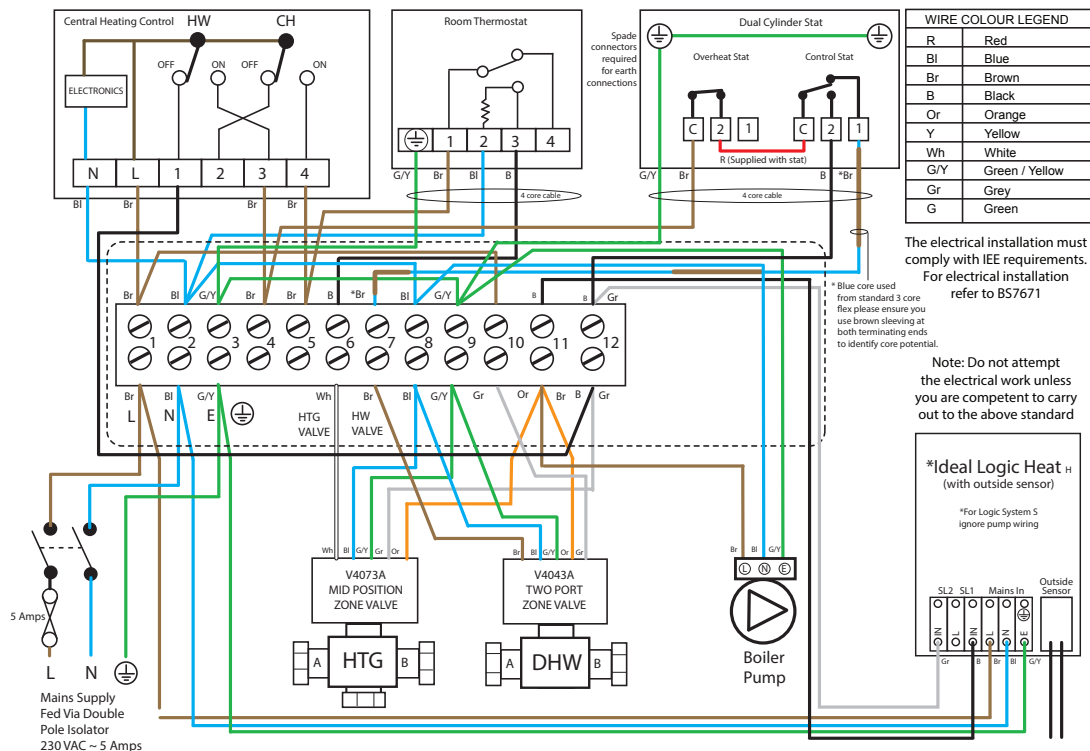 Central Heating Control
HW
CH
OFF
ON
OFF
ON
ELECTRONICS
N
L
1
2
3
4
Bl
Br
Br
Br
Room Thermostat
1
2
3
4
G/Y
Br
Bl
B
4 core cable
Spade
connectors
required
for earth
connections
Dual Cylinder Stat
Overheat Stat
Control Stat
C
2
1
C
2
1
R (Supplied with stat)
G/Y
Br
B
*Br
4 core cable
WIRE COLOUR LEGEND
R Red
Bl Blue
Br Brown
B Black
Or Orange
Y Yellow
Wh White
G/Y Green / Yellow
Gr Grey
G Green
The electrical installation must
comply with IEE requirements.
For electrical installation
refer to BS7671
* Blue core used
from standard 3 core
flex please ensure you
use brown sleeving at
both terminating ends
to identify core potential.
Note: Do not attempt
the electrical work unless
you are competent to carry
out to the above standard
Br
Bl
G/Y
Br
Br
B
*Br
Bl
G/Y
B
B
Gr
1
2
3
4
5
6
7
8
9
10
11
12
Br
Bl
G/Y
Wh
Br
Bl
G/Y
Gr
Or
Br
B
Gr
L
N
E
HTG
VALVE
HW
VALVE
Wh
Bl
G/Y
Gr
Or
V4073A
MID POSITION
ZONE VALVE
A
HTG
B
Br
Bl
G/Y
Or
Gr
V4043A
TWO PORT
ZONE VALVE
A
DHW
B
Br
Bl
G/Y
L
N
E
Boiler
Pump
*Ideal Logic Heat H
(with outside sensor)
*For Logic System S
ignore pump wiring
SL2
SL1
Mains In
Outside
Sensor
IN
L
IN
L
N
E
Gr
B
Br
Bl
G/Y
5 Amps
L
N
Mains Supply
Fed Via Double
Pole Isolator
230 VAC ~ 5 Amps